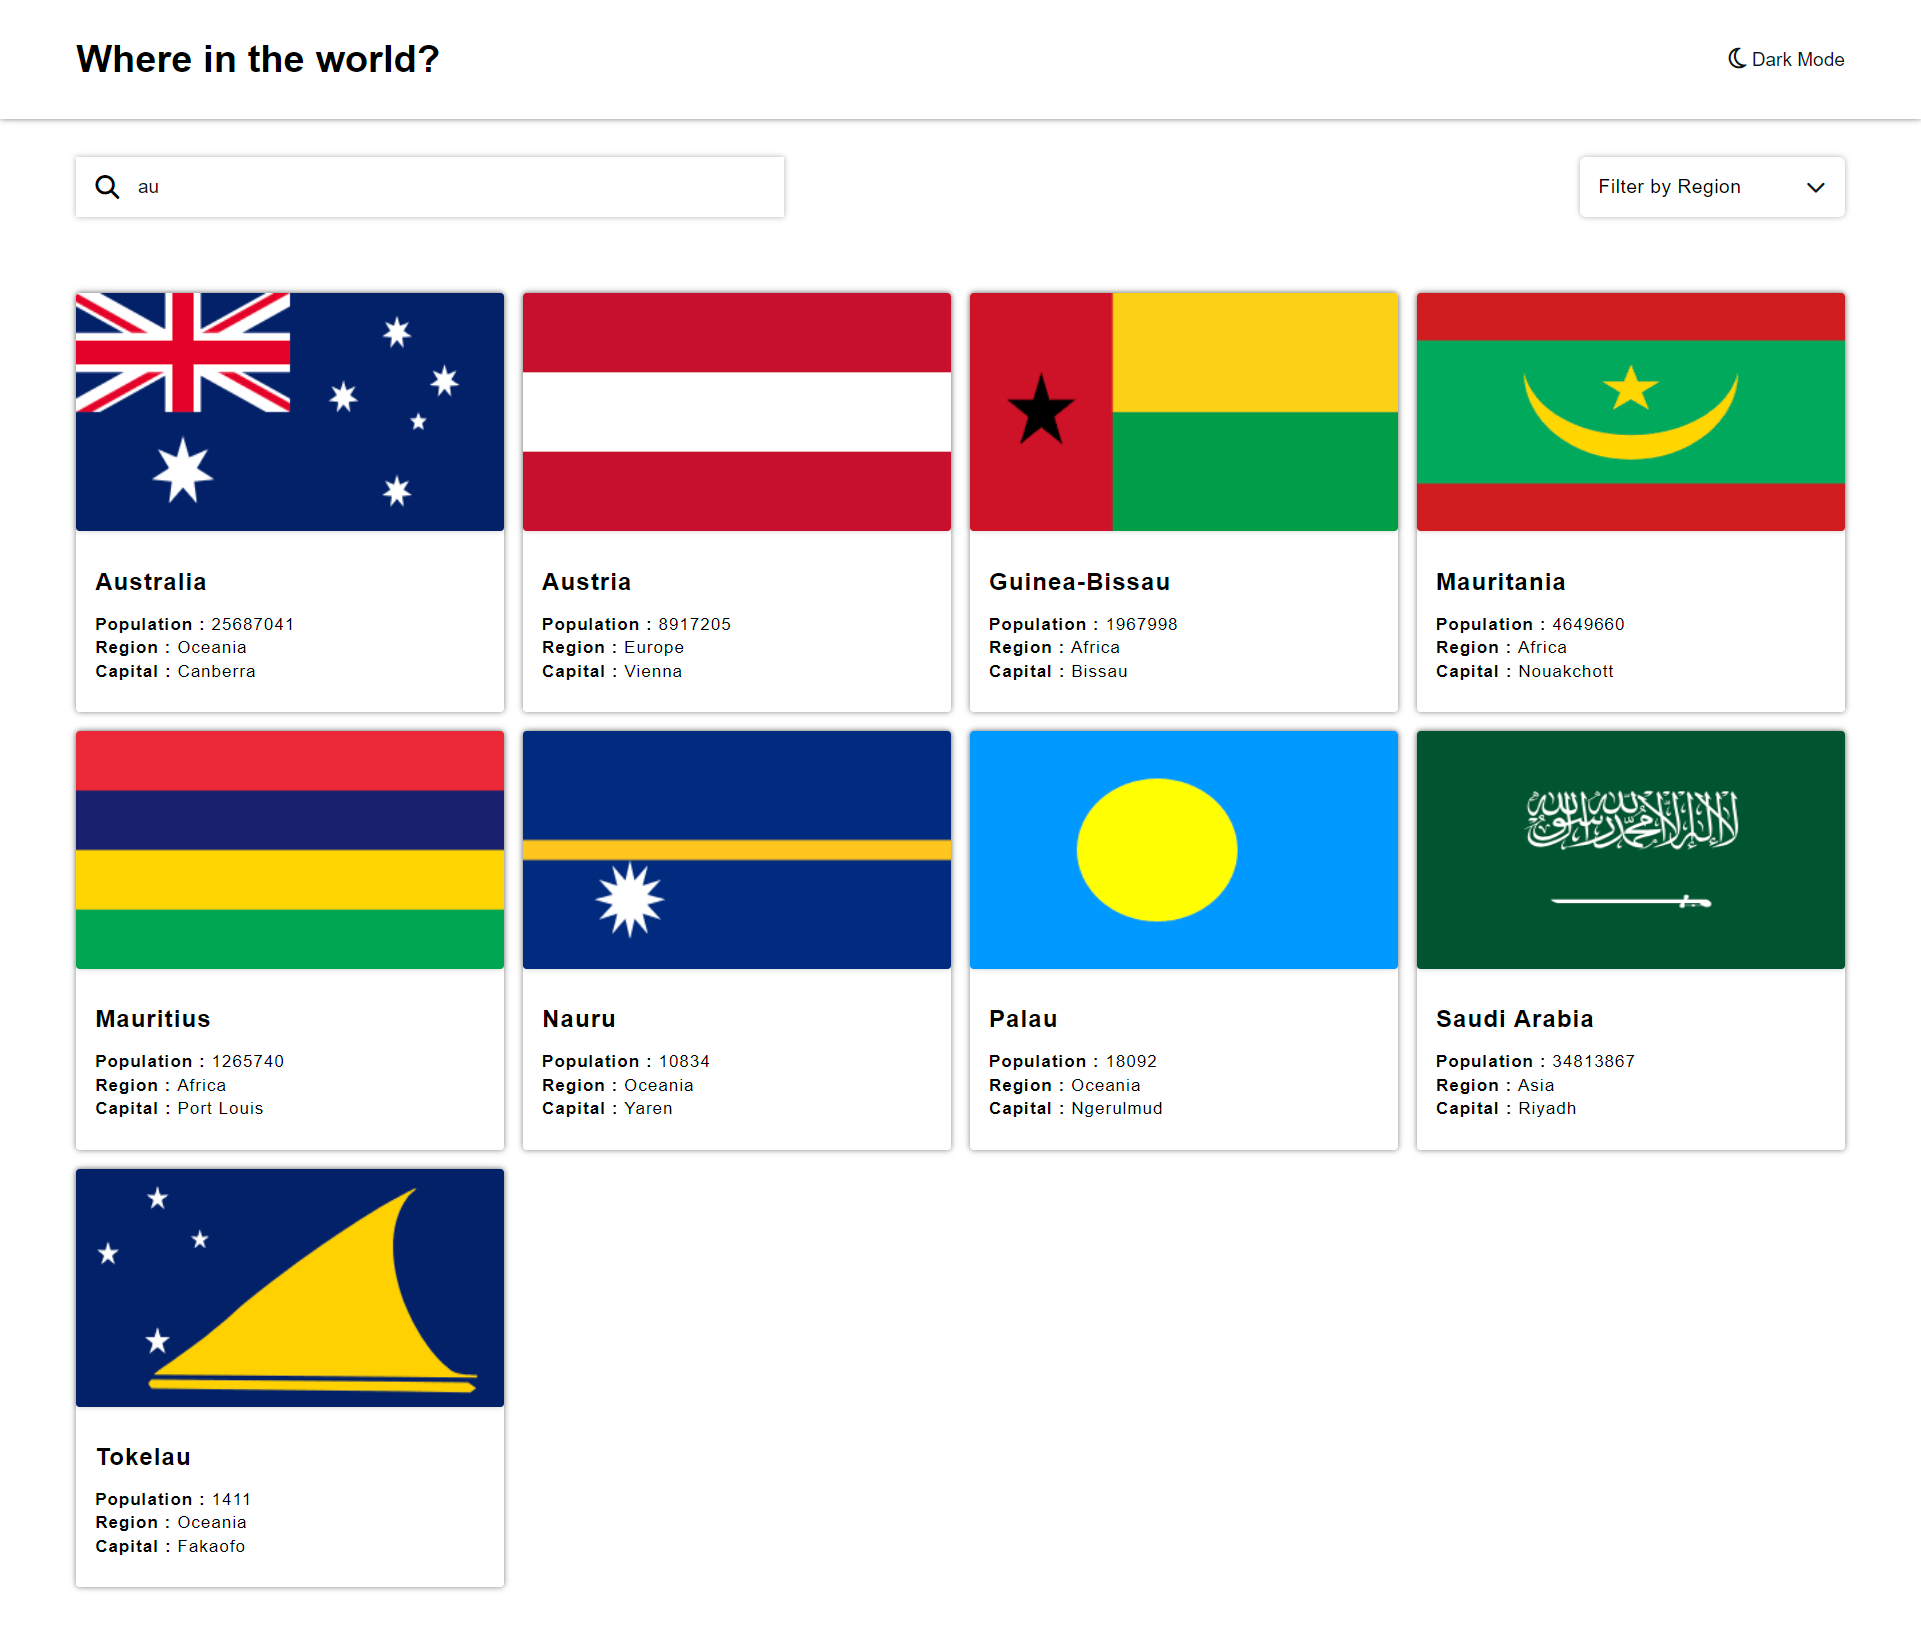 Where in the world?
Dark Mode
au
Filter by Region
Australia
Population : 25687041
Region : Oceania
Capital : Canberra
Austria
Population : 8917205
Region : Europe
Capital : Vienna
Guinea-Bissau
Population : 1967998
Region : Africa
Capital : Bissau
Mauritania
Population : 4649660
Region : Africa
Capital : Nouakchott
Mauritius
Population : 1265740
Region : Africa
Capital : Port Louis
Nauru
Population : 10834
Region : Oceania
Capital : Yaren
Palau
Population : 18092
Region : Oceania
Capital : Ngerulmud
لا إله إلا الله محمد رسول الله
Saudi Arabia
Population : 34813867
Region : Asia
Capital : Riyadh
Tokelau
Population : 1411
Region : Oceania
Capital : Fakaofo